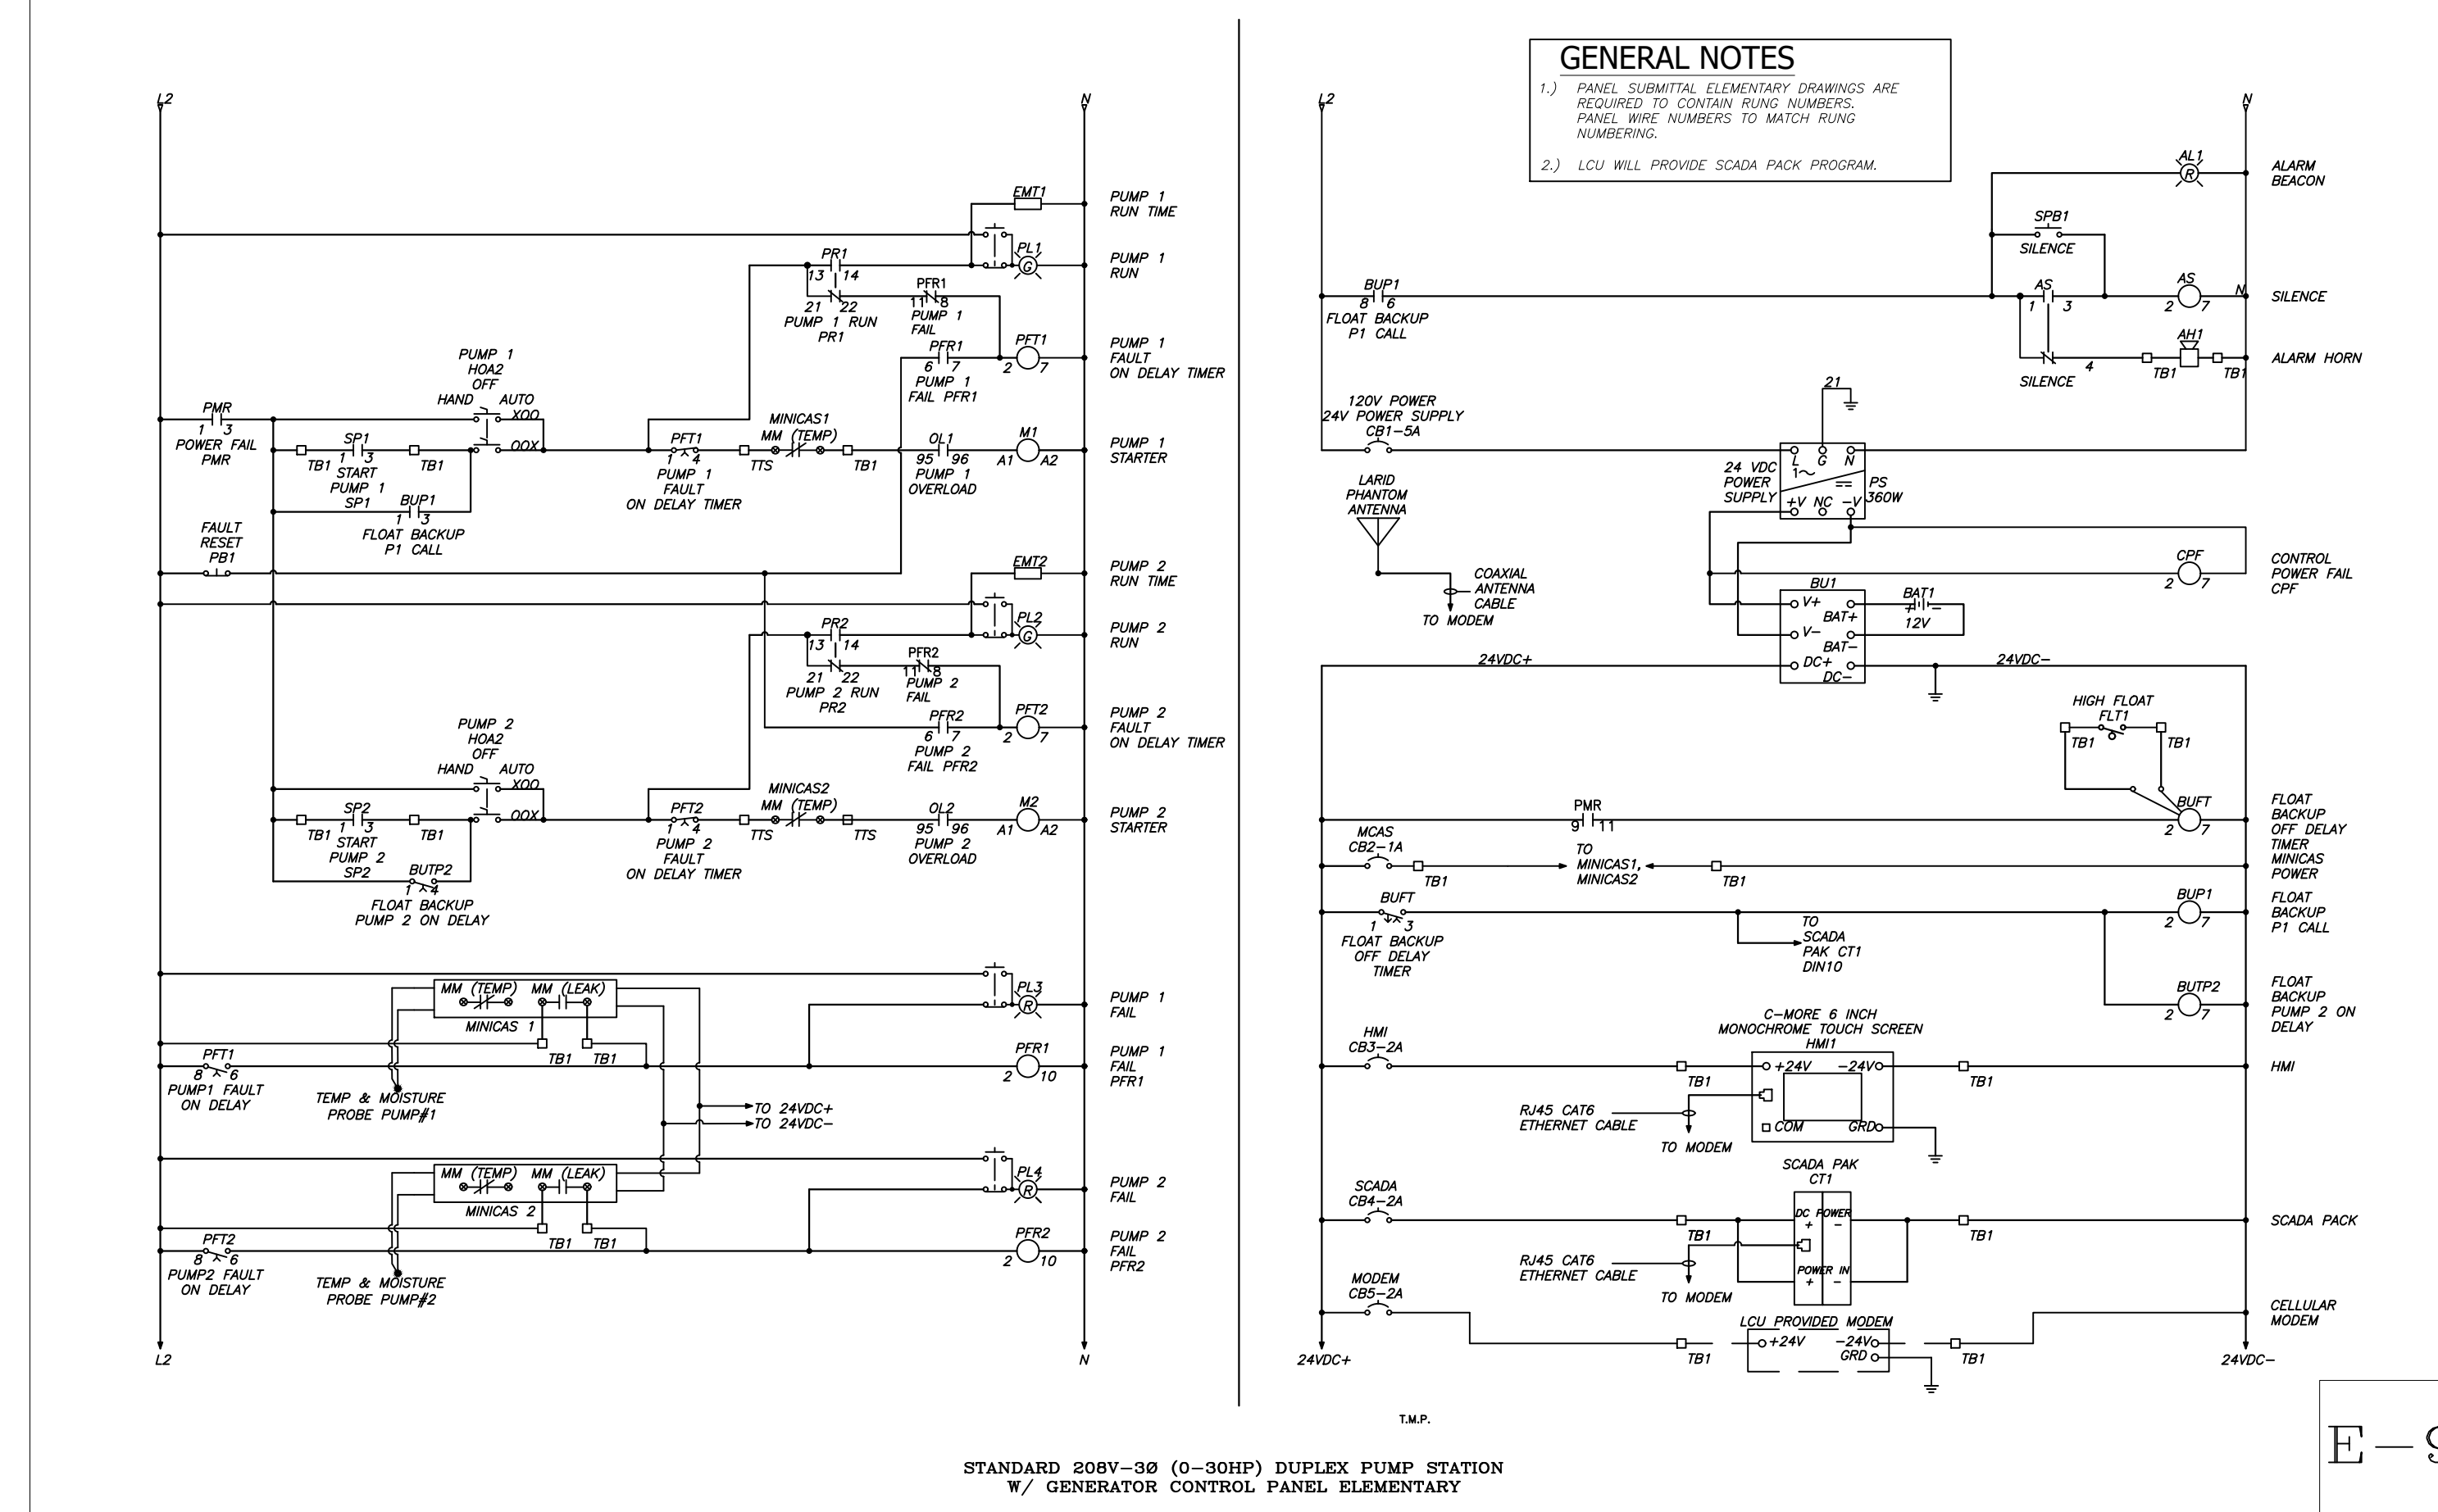 GENERAL NOTES
1.) PANEL SUBMITTAL ELEMENTARY DRAWINGS ARE
REQUIRED TO CONTAIN RUNG NUMBERS.
PANEL WIRE NUMBERS TO MATCH RUNG
NUMBERING.
2.) LCU WILL PROVIDE SCADA PACK PROGRAM.
L2
N
EMT1
PUMP 1
RUN TIME
PR1
13 14
PL1
G
PUMP 1
RUN
21 22
PUMP 1 RUN
PR1
PFR1
11 8
PUMP 1
FAIL
PFR1
6 7
PUMP 1
FAIL PFR1
PFT1
2 7
PUMP 1
FAULT
ON DELAY TIMER
PUMP 1
HOA2
OFF
HAND AUTO
XOO
OOX
PMR
1 3
POWER FAIL
PMR
TB1
SP1
1 3
START
PUMP 1
SP1
TB1
BUP1
1 3
FLOAT BACKUP
P1 CALL
PFT1
1 4
PUMP 1
FAULT
ON DELAY TIMER
MINICAS1
MM (TEMP)
TTS
TB1
OL1
95 96
PUMP 1
OVERLOAD
M1
A1 A2
PUMP 1
STARTER
FAULT
RESET
PB1
EMT2
PUMP 2
RUN TIME
PR2
13 14
PL2
G
PUMP 2
RUN
21 22
PUMP 2 RUN
PR2
PFR2
11 8
PUMP 2
FAIL
PFR2
6 7
PUMP 2
FAIL PFR2
PFT2
2 7
PUMP 2
FAULT
ON DELAY TIMER
PUMP 2
HOA2
OFF
HAND AUTO
XOO
OOX
TB1
SP2
1 3
START
PUMP 2
SP2
TB1
BUTP2
1 4
FLOAT BACKUP
PUMP 2 ON DELAY
PFT2
1 4
PUMP 2
FAULT
ON DELAY TIMER
MINICAS2
MM (TEMP)
TTS
TTS
OL2
95 96
PUMP 2
OVERLOAD
M2
A1 A2
PUMP 2
STARTER
MM (TEMP) MM (LEAK)
MINICAS 1
TB1 TB1
PL3
R
PUMP 1
FAIL
PFT1
8 6
PUMP1 FAULT
ON DELAY
TEMP & MOISTURE
PROBE PUMP#1
PFR1
2 10
PUMP 1
FAIL
PFR1
TO 24VDC+
TO 24VDC-
MM (TEMP) MM (LEAK)
MINICAS 2
TB1 TB1
PL4
R
PUMP 2
FAIL
PFT2
8 6
PUMP2 FAULT
ON DELAY
TEMP & MOISTURE
PROBE PUMP#2
PFR2
2 10
PUMP 2
FAIL
PFR2
L2
N
L2
N
AL1
R
ALARM
BEACON
SPB1
SILENCE
BUP1
8 6
FLOAT BACKUP
P1 CALL
AS
1 3
AS
2 7
N
SILENCE
SILENCE
4
TB1
AH1
TB1
ALARM HORN
120V POWER
24V POWER SUPPLY
CB1-5A
21
L G N
1~
24 VDC
POWER
SUPPLY
PS
360W
+V NC -V
LARID
PHANTOM
ANTENNA
COAXIAL
ANTENNA
CABLE
TO MODEM
CPF
2 7
CONTROL
POWER FAIL
CPF
BU1
V+ BAT+
V- BAT-
DC+
DC-
BAT1
+ -
12V
24VDC+
24VDC-
HIGH FLOAT
FLT1
TB1 TB1
PMR
9 11
BUFT
2 7
FLOAT
BACKUP
OFF DELAY
TIMER
MCAS
CB2-1A
TB1
TO
MINICAS1,
MINICAS2
TB1
MINICAS
POWER
BUFT
1 3
FLOAT BACKUP
OFF DELAY
TIMER
TO
SCADA
PAK CT1
DIN10
BUP1
2 7
FLOAT
BACKUP
P1 CALL
BUTP2
2 7
FLOAT
BACKUP
PUMP 2 ON
DELAY
C-MORE 6 INCH
MONOCHROME TOUCH SCREEN
HMI1
HMI
CB3-2A
TB1
+24V -24V
TB1
HMI
RJ45 CAT6
ETHERNET CABLE
COM GRD
TO MODEM
SCADA PAK
CT1
SCADA
CB4-2A
TB1
DC POWER
+ -
TB1
SCADA PACK
RJ45 CAT6
ETHERNET CABLE
POWER IN
+ -
TO MODEM
MODEM
CB5-2A
LCU PROVIDED MODEM
TB1
+24V -24V
GRD
TB1
CELLULAR
MODEM
24VDC+
24VDC-
T.M.P.
STANDARD 208V-3Ø (0-30HP) DUPLEX PUMP STATION
W/ GENERATOR CONTROL PANEL ELEMENTARY
E-9